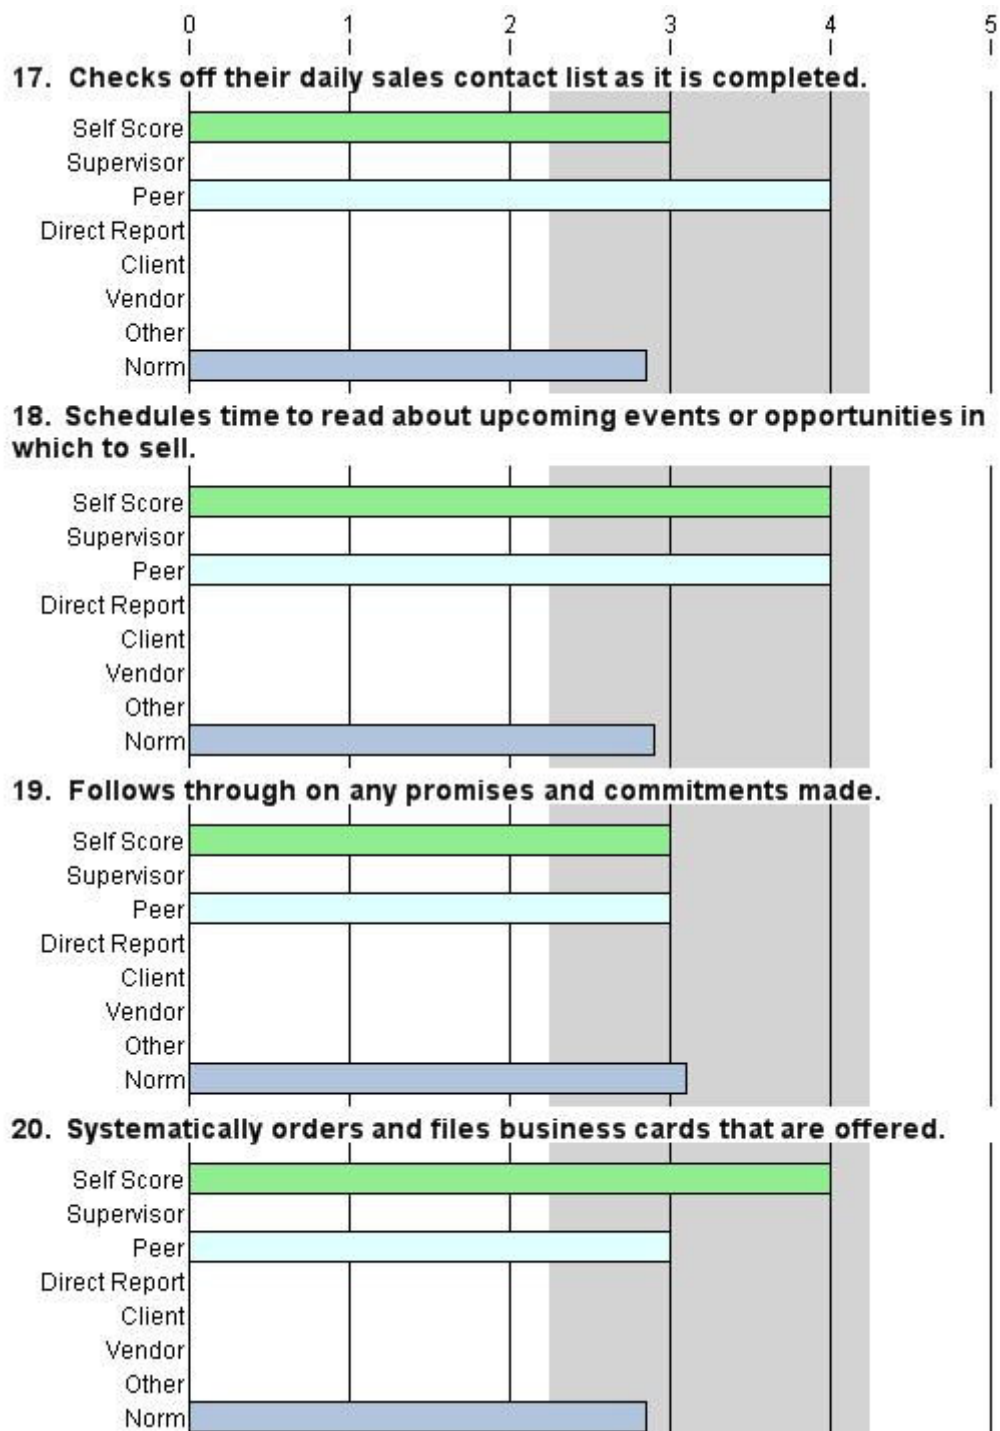 0 1 2 3 4 5
17. Checks off their daily sales contact list as it is completed.
Self Score
Supervisor
Peer
Direct Report
Client
Vendor
Other
Norm
18. Schedules time to read about upcoming events or opportunities in
which to sell.
Self Score
Supervisor
Peer
Direct Report
Client
Vendor
Other
Norm
19. Follows through on any promises and commitments made.
Self Score
Supervisor
Peer
Direct Report
Client
Vendor
Other
Norm
20. Systematically orders and files business cards that are offered.
Self Score
Supervisor
Peer
Direct Report
Client
Vendor
Other
Norm